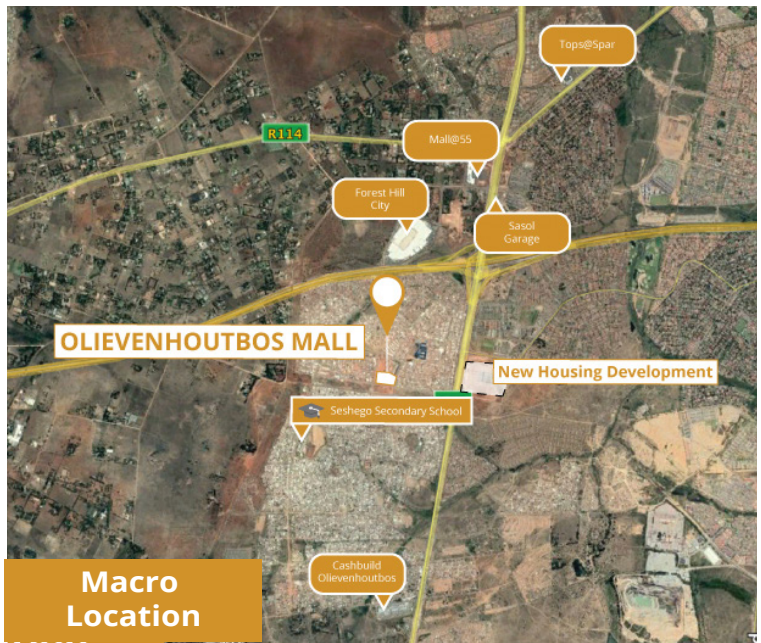 Tops@Spar
R114
Mall@55
Forest Hill
City
Sasol
Garage
OLIEVENHOUTBOS MALL
New Housing Development
Seshego Secondary School
Cashbuild
Olievenhoutbos
Macro
Location